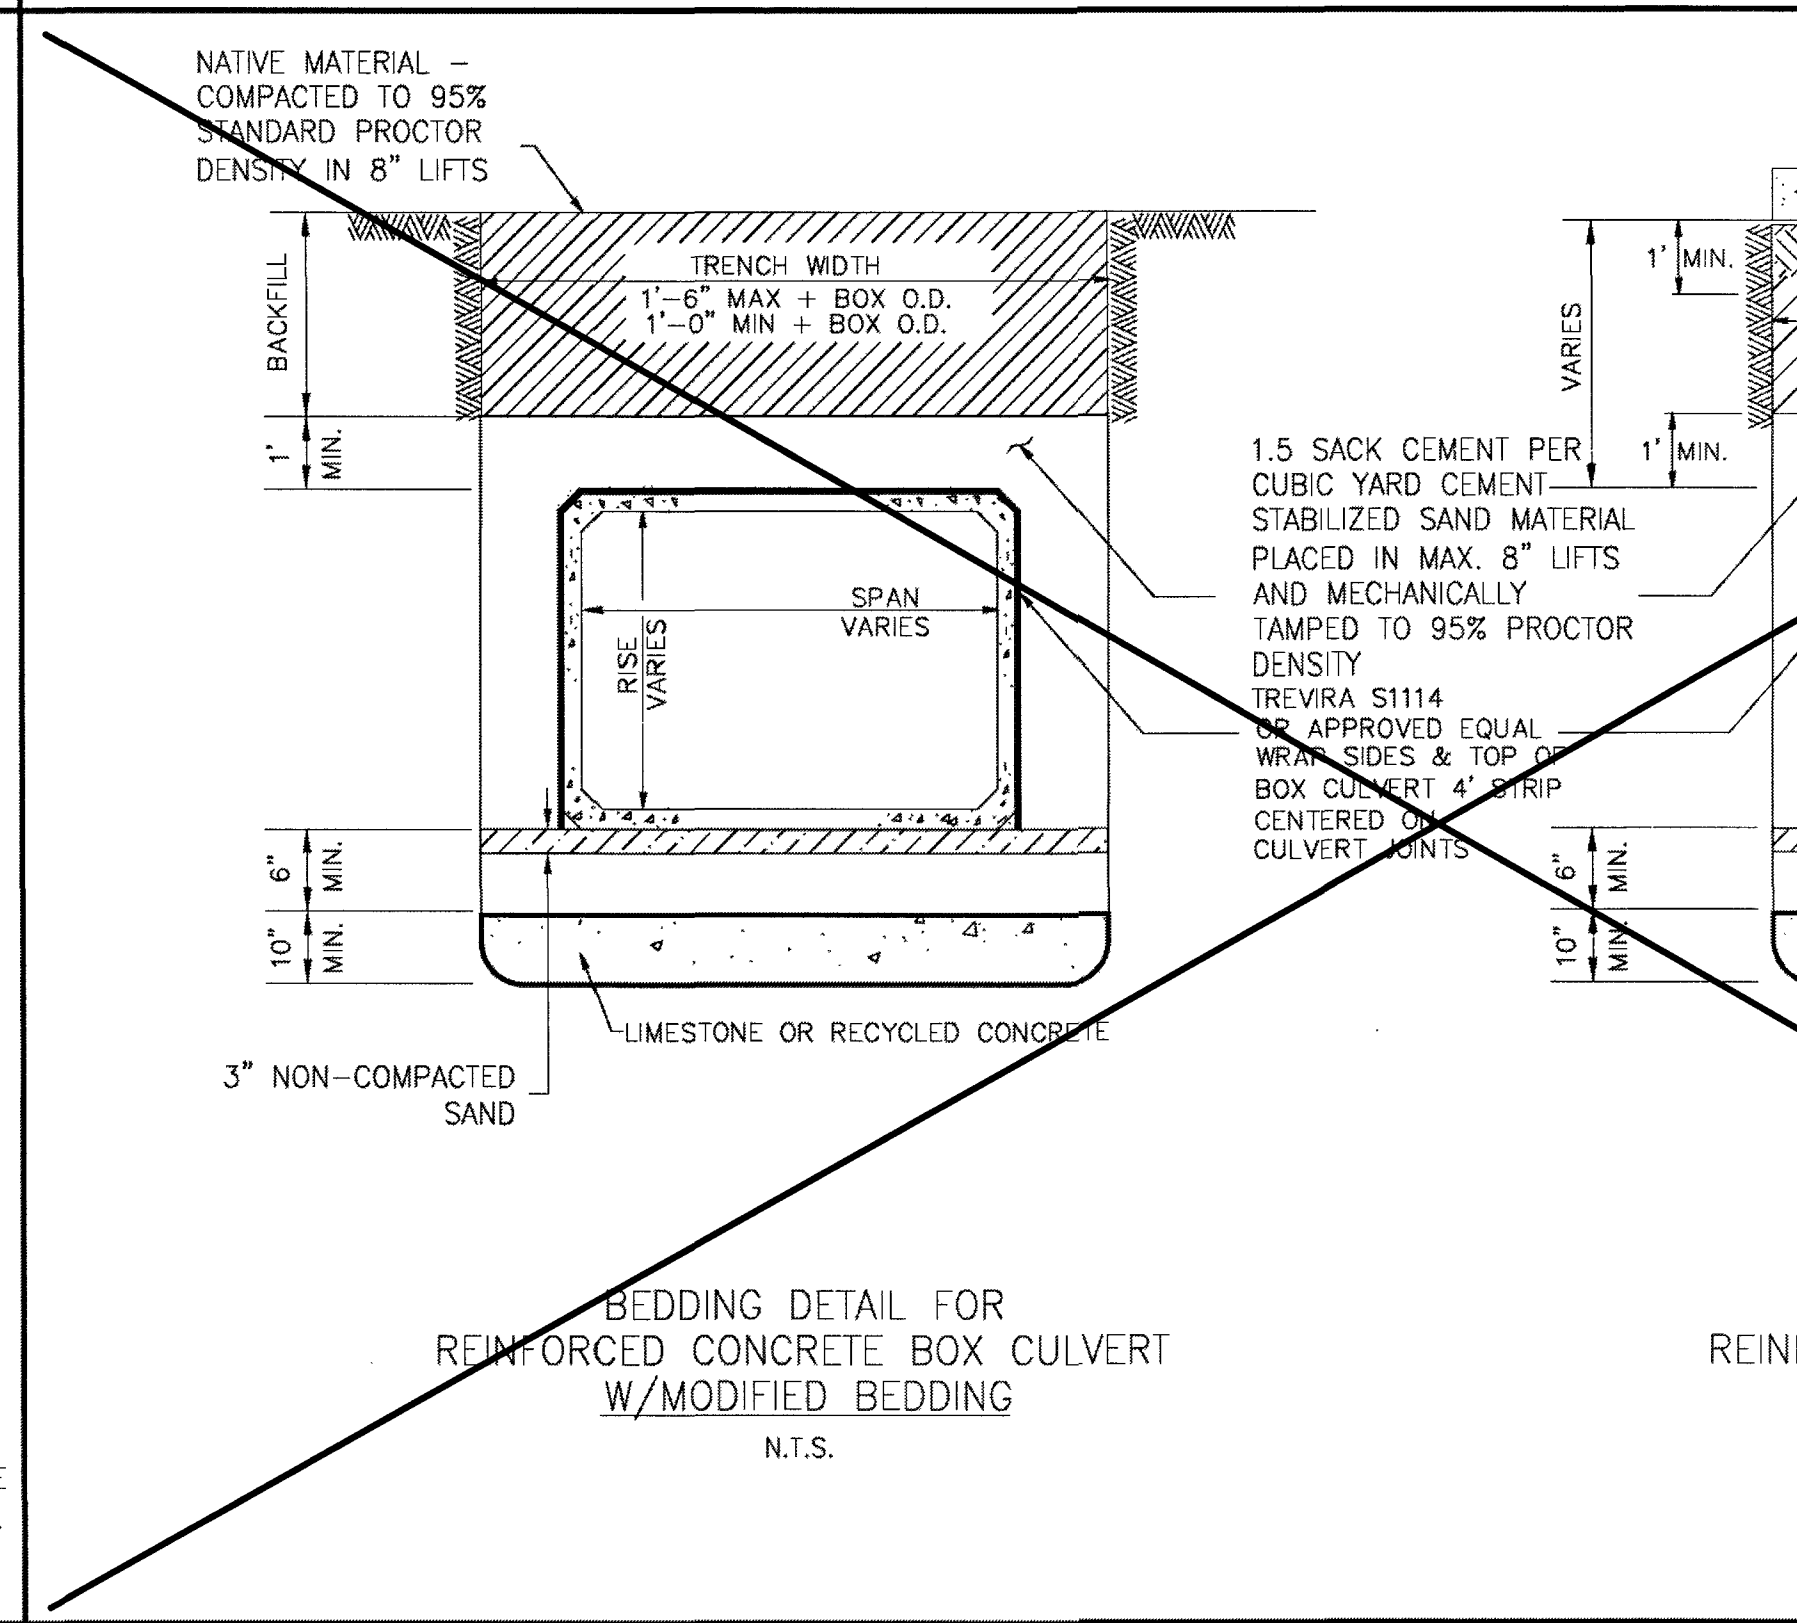 NATIVE MATERIAL -
COMPACTED TO 95%
STANDARD PROCTOR
DENSITY IN 8" LIFTS
BACKFILL
TRENCH WIDTH
1'-6" MAX + BOX O.D.
1'-0" MIN + BOX O.D.
1'
MIN.
SPAN
VARIES
RISE
VARIES
6"
MIN.
10"
MIN.
LIMESTONE OR RECYCLED CONCRETE
3" NON-COMPACTED
SAND
1.5 SACK CEMENT PER
CUBIC YARD CEMENT
STABILIZED SAND MATERIAL
PLACED IN MAX. 8" LIFTS
AND MECHANICALLY
TAMPED TO 95% PROCTOR
DENSITY
TREVIRA S1114
OR APPROVED EQUAL
WRAP SIDES & TOP OF
BOX CULVERT 4' STRIP
CENTERED ON
CULVERT JOINTS
VARIES
1' MIN.
1' MIN.
6"
MIN.
10"
MIN.
BEDDING DETAIL FOR
REINFORCED CONCRETE BOX CULVERT
W/MODIFIED BEDDING
N.T.S.
REIN
E